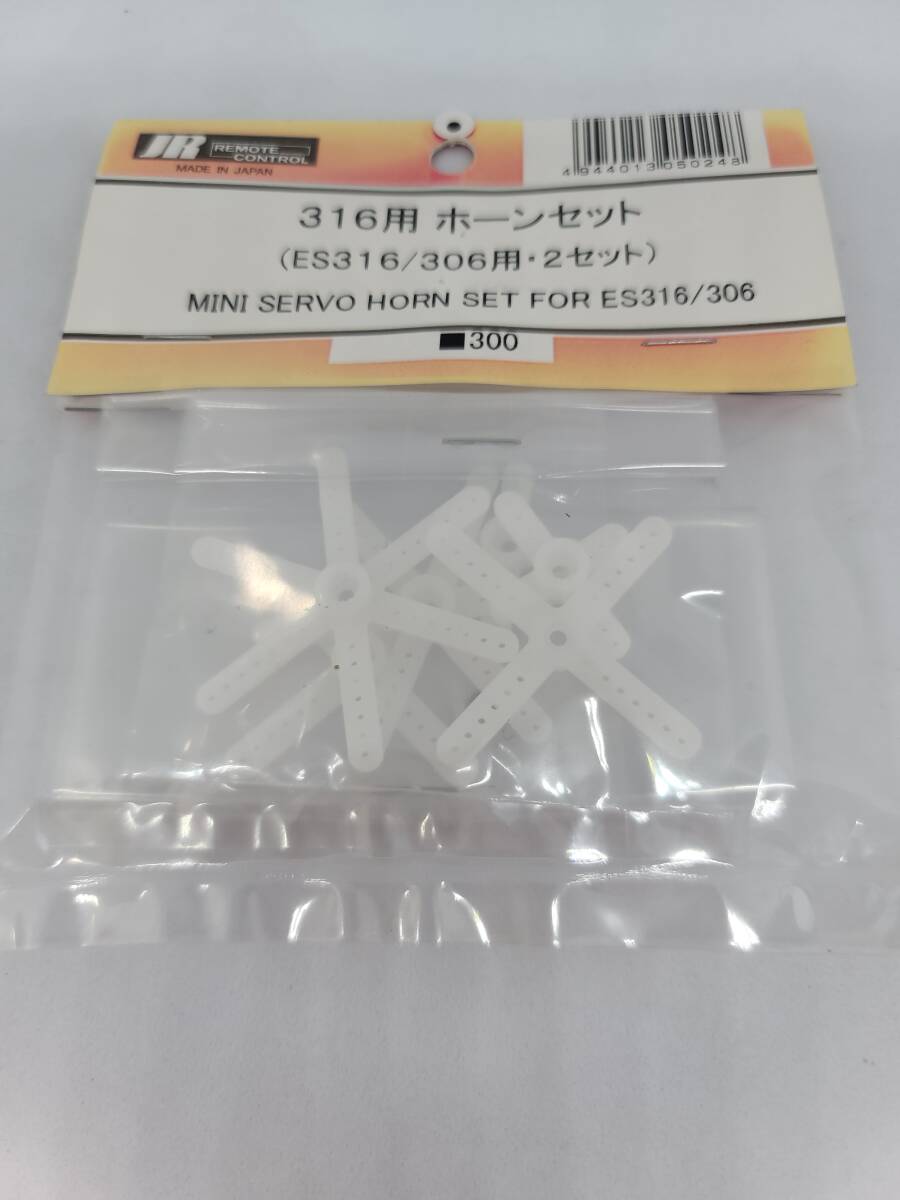 JR REMOTE CONTROL
MADE IN JAPAN
4944013050248
316用 ホーンセット
(ES316/306用・2セット)
MINI SERVO HORN SET FOR ES316/306
■300